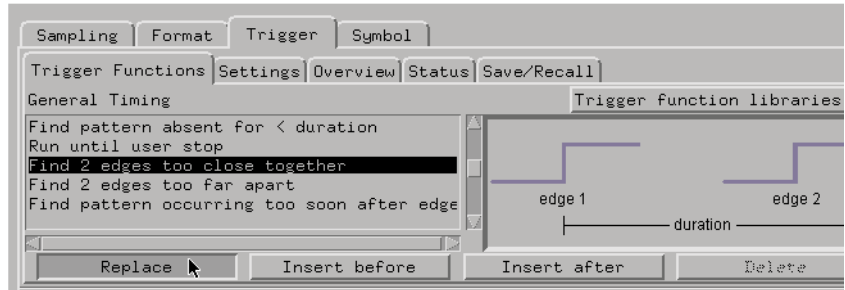 Sampling Format Trigger Symbol
Trigger Functions Settings Overview Status Save/Recall
General Timing Trigger function libraries
Find pattern absent for < duration
Run until user stop
Find 2 edges too close together
Find 2 edges too far apart
Find pattern occurring too soon after edge
edge 1 edge 2
duration
Replace Insert before Insert after Delete